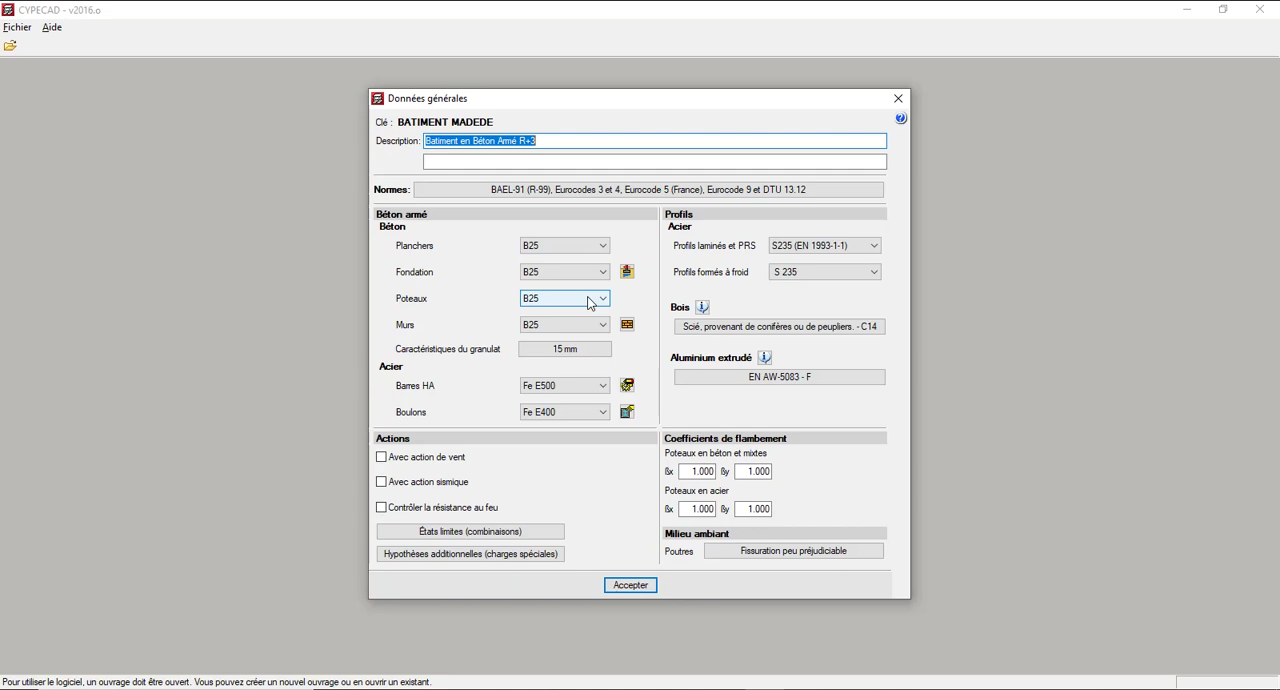 CYPECAD - v2016.o
Fichier Aide
Données générales
Clé : BATIMENT MADEDE
Description: Batiment en Béton Armé R+3
Normes: BAEL-91 (R-99), Eurocodes 3 et 4, Eurocode 5 (France), Eurocode 9 et DTU 13.12
Béton armé
Béton
Planchers B25
Fondation B25
Poteaux B25
Murs B25
Caractéristiques du granulat 15 mm
Acier
Barres HA Fe E500
Boulons Fe E400
Profils
Acier
Profils laminés et PRS S235 (EN 1993-1-1)
Profils formés à froid S 235
Bois
Scié, provenant de conifères ou de peupliers. - C14
Aluminium extrudé
EN AW-5083 - F
Actions
Avec action de vent
Avec action sismique
Contrôler la résistance au feu
États limites (combinaisons)
Hypothèses additionnelles (charges spéciales)
Coefficients de flambement
Poteaux en béton et mixtes
ßx 1.000 ßy 1.000
Poteaux en acier
ßx 1.000 ßy 1.000
Milieu ambiant
Poutres Fissuration peu préjudiciable
Accepter
Pour utiliser le logiciel, un ouvrage doit être ouvert. Vous pouvez créer un nouvel ouvrage ou en ouvrir un existant.